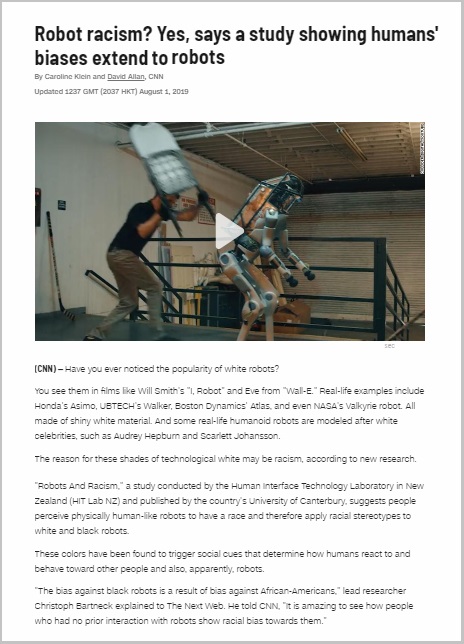 Robot racism? Yes, says a study showing humans'
biases extend to robots
By Caroline Klein and David Allan, CNN
Updated 1237 GMT (2037 HKT) August 1, 2019
sec
(CNN) — Have you ever noticed the popularity of white robots?
You see them in films like Will Smith's "I, Robot" and Eve from "Wall-E." Real-life examples include
Honda's Asimo, UBTECH's Walker, Boston Dynamics' Atlas, and even NASA's Valkyrie robot. All
made of shiny white material. And some real-life humanoid robots are modeled after white
celebrities, such as Audrey Hepburn and Scarlett Johansson.
The reason for these shades of technological white may be racism, according to new research.
"Robots And Racism," a study conducted by the Human Interface Technology Laboratory in New
Zealand (HIT Lab NZ) and published by the country's University of Canterbury, suggests people
perceive physically human-like robots to have a race and therefore apply racial stereotypes to
white and black robots.
These colors have been found to trigger social cues that determine how humans react to and
behave toward other people and also, apparently, robots.
"The bias against black robots is a result of bias against African-Americans," lead researcher
Christoph Bartneck explained to The Next Web. He told CNN, "It is amazing to see how people
who had no prior interaction with robots show racial bias towards them."